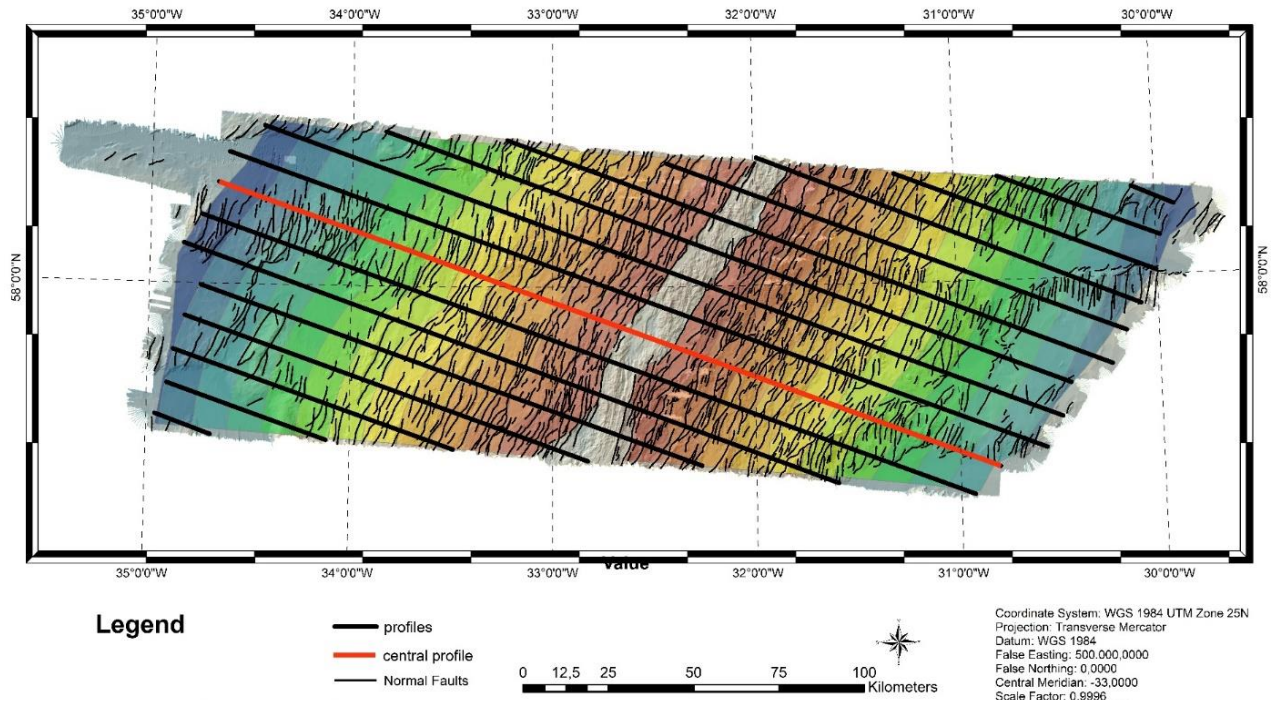 35°0'0"W 34°0'0"W 33°0'0"W 32°0'0"W 31°0'0"W 30°0'0"W
58°0'0"N 58°0'0"N
35°0'0"W 34°0'0"W 33°0'0"W 32°0'0"W 31°0'0"W 30°0'0"W
Value
Legend
profiles
central profile
Normal Faults
0 12,5 25 50 75 100
Kilometers
Coordinate System: WGS 1984 UTM Zone 25N
Projection: Transverse Mercator
Datum: WGS 1984
False Easting: 500.000,0000
False Northing: 0,0000
Central Meridian: -33,0000
Scale Factor: 0,9996